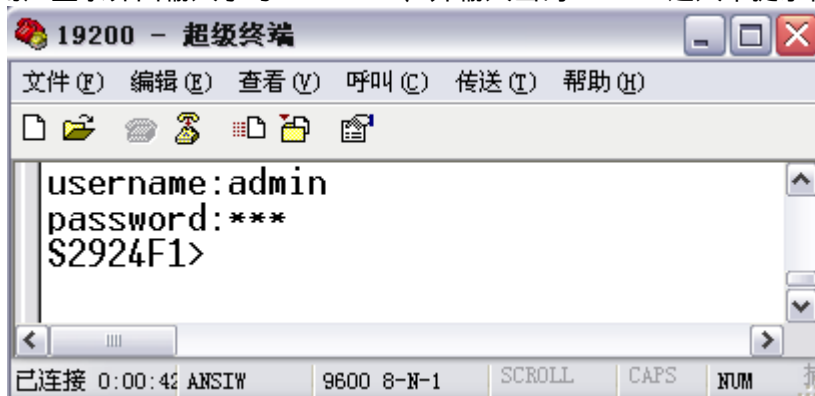 19200 - 超级终端
文件(F) 编辑(E) 查看(V) 呼叫(C) 传送(T) 帮助(H)
username:admin
password:***
S2924F1>
已连接 0:00:42 ANSIW 9600 8-N-1 SCROLL CAPS NUM